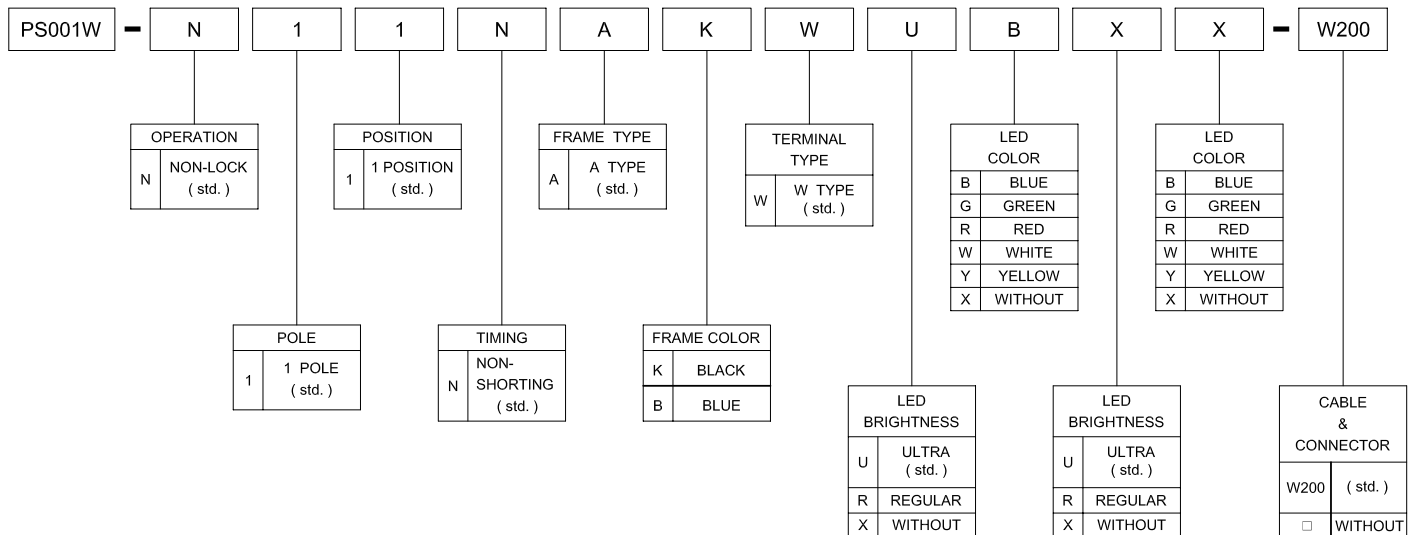 PS001W - N 1 1 N A K W U B X X - W200
OPERATION
N NON-LOCK
( std. )
POSITION
1 1 POSITION
( std. )
FRAME TYPE
A A TYPE
( std. )
TERMINAL
TYPE
W W TYPE
( std. )
LED
COLOR
B BLUE
G GREEN
R RED
W WHITE
Y YELLOW
X WITHOUT
LED
COLOR
B BLUE
G GREEN
R RED
W WHITE
Y YELLOW
X WITHOUT
POLE
1 1 POLE
( std. )
TIMING
N NON-
SHORTING
( std. )
FRAME COLOR
K BLACK
B BLUE
LED
BRIGHTNESS
U ULTRA
( std. )
R REGULAR
X WITHOUT
LED
BRIGHTNESS
U ULTRA
( std. )
R REGULAR
X WITHOUT
CABLE
&
CONNECTOR
W200 ( std. )
□ WITHOUT